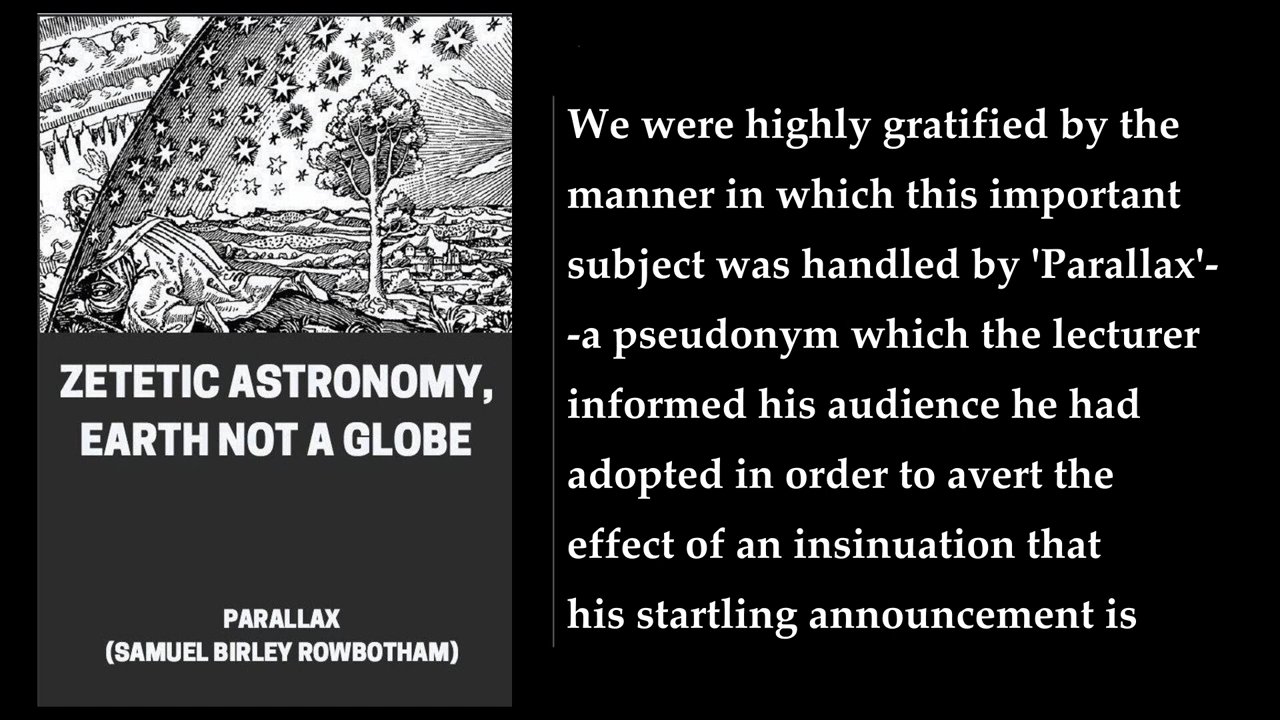 ZETETIC ASTRONOMY,
EARTH NOT A GLOBE
PARALLAX
(SAMUEL BIRLEY ROWBOTHAM)
We were highly gratified by the
manner in which this important
subject was handled by 'Parallax'-
-a pseudonym which the lecturer
informed his audience he had
adopted in order to avert the
effect of an insinuation that
his startling announcement is